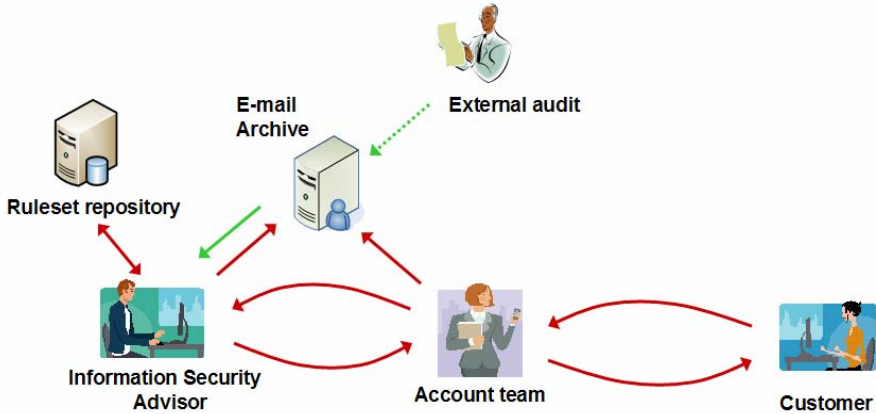 E-mail
Archive
External audit
Ruleset repository
Information Security
Advisor
Account team
Customer